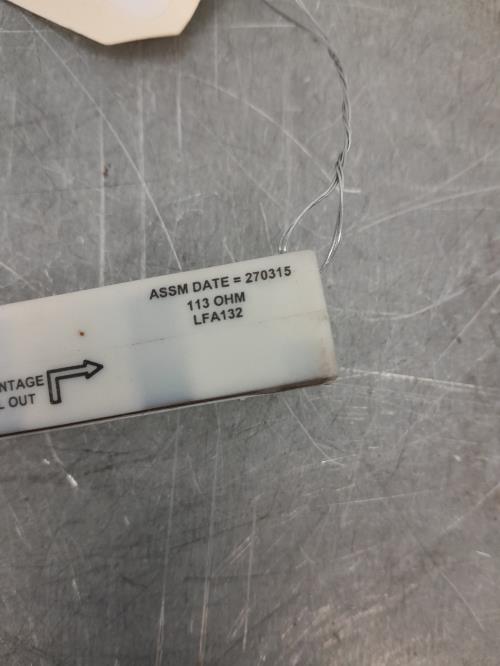 ASSM DATE = 270315
113 OHM
LFA132
NTAGE
L OUT